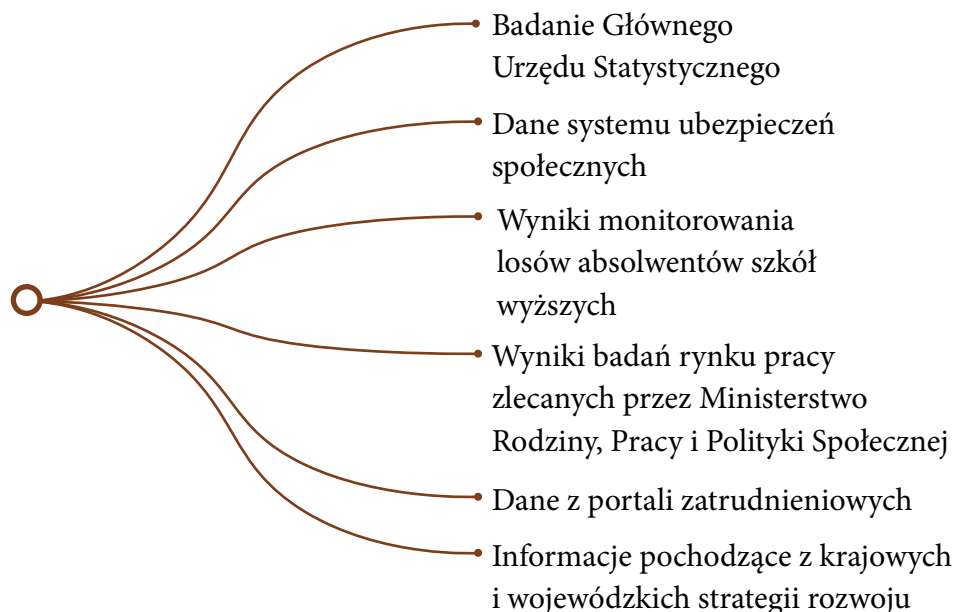 Badanie Głównego
Urzędu Statystycznego
Dane systemu ubezpieczeń
społecznych
Wyniki monitorowania
losów absolwentów szkół
wyższych
Wyniki badań rynku pracy
zlecanych przez Ministerstwo
Rodziny, Pracy i Polityki Społecznej
Dane z portali zatrudnieniowych
Informacje pochodzące z krajowych
i wojewódzkich strategii rozwoju